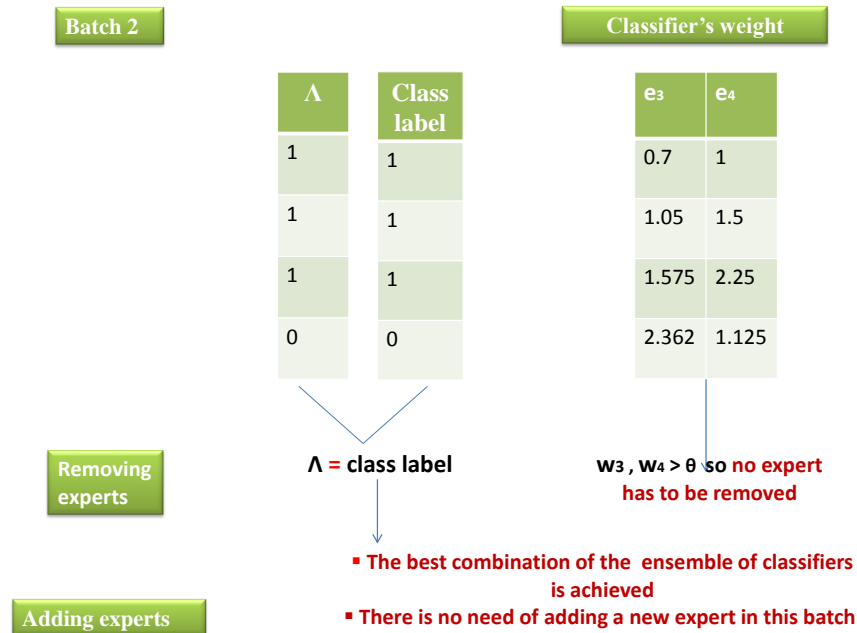 Batch 2
Classifier's weight
Λ Class label
1 1
1 1
1 1
0 0
e3 e4
0.7 1
1.05 1.5
1.575 2.25
2.362 1.125
Removing
experts
Λ = class label
w3 , w4 > θ so no expert
has to be removed
▪ The best combination of the ensemble of classifiers
is achieved
▪ There is no need of adding a new expert in this batch
Adding experts